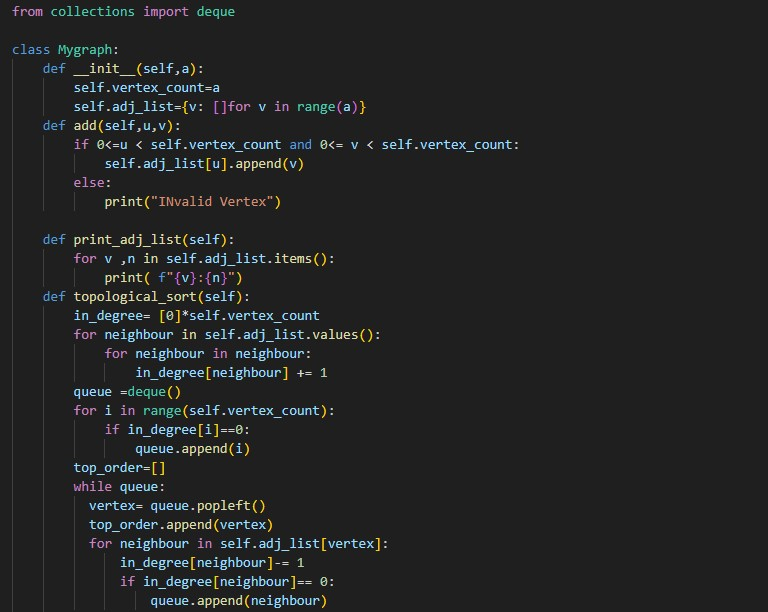 from collections import deque

class Mygraph:
    def __init__(self,a):
        self.vertex_count=a
        self.adj_list={v: []for v in range(a)}
    def add(self,u,v):
        if 0<=u < self.vertex_count and 0<= v < self.vertex_count:
            self.adj_list[u].append(v)
        else:
            print("INvalid Vertex")

    def print_adj_list(self):
        for v ,n in self.adj_list.items():
            print( f"{v}:{n}")
    def topological_sort(self):
        in_degree= [0]*self.vertex_count
        for neighbour in self.adj_list.values():
            for neighbour in neighbour:
                in_degree[neighbour] += 1
        queue =deque()
        for i in range(self.vertex_count):
            if in_degree[i]==0:
                queue.append(i)
        top_order=[]
        while queue:
          vertex= queue.popleft()
          top_order.append(vertex)
          for neighbour in self.adj_list[vertex]:
              in_degree[neighbour]-= 1
              if in_degree[neighbour]== 0:
                  queue.append(neighbour)